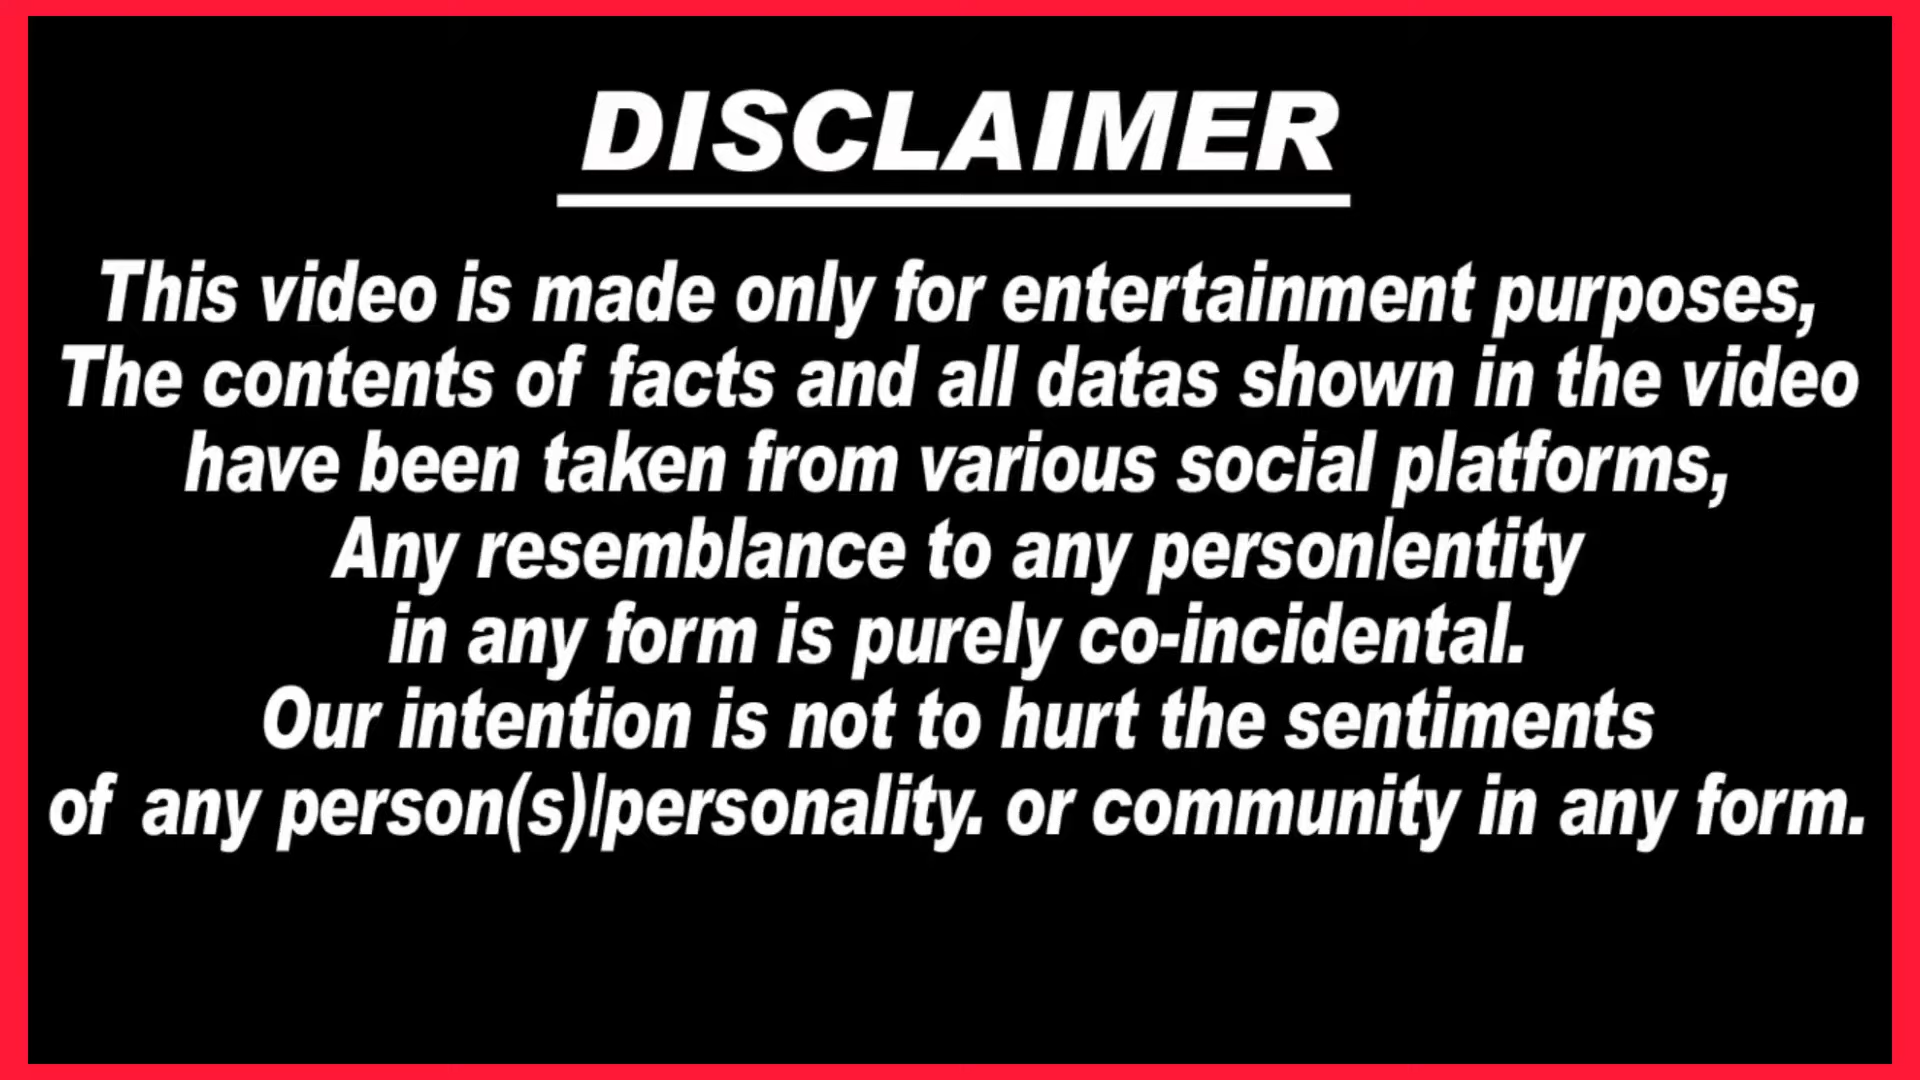 DISCLAIMER
This video is made only for entertainment purposes,
The contents of facts and all datas shown in the video
have been taken from various social platforms,
Any resemblance to any person/entity
in any form is purely co-incidental.
Our intention is not to hurt the sentiments
of any person(s)/personality. or community in any form.